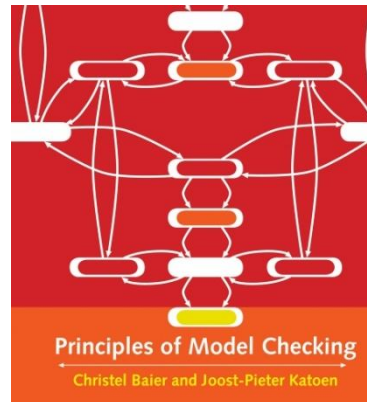 Principles of Model Checking
Christel Baier and Joost-Pieter Katoen